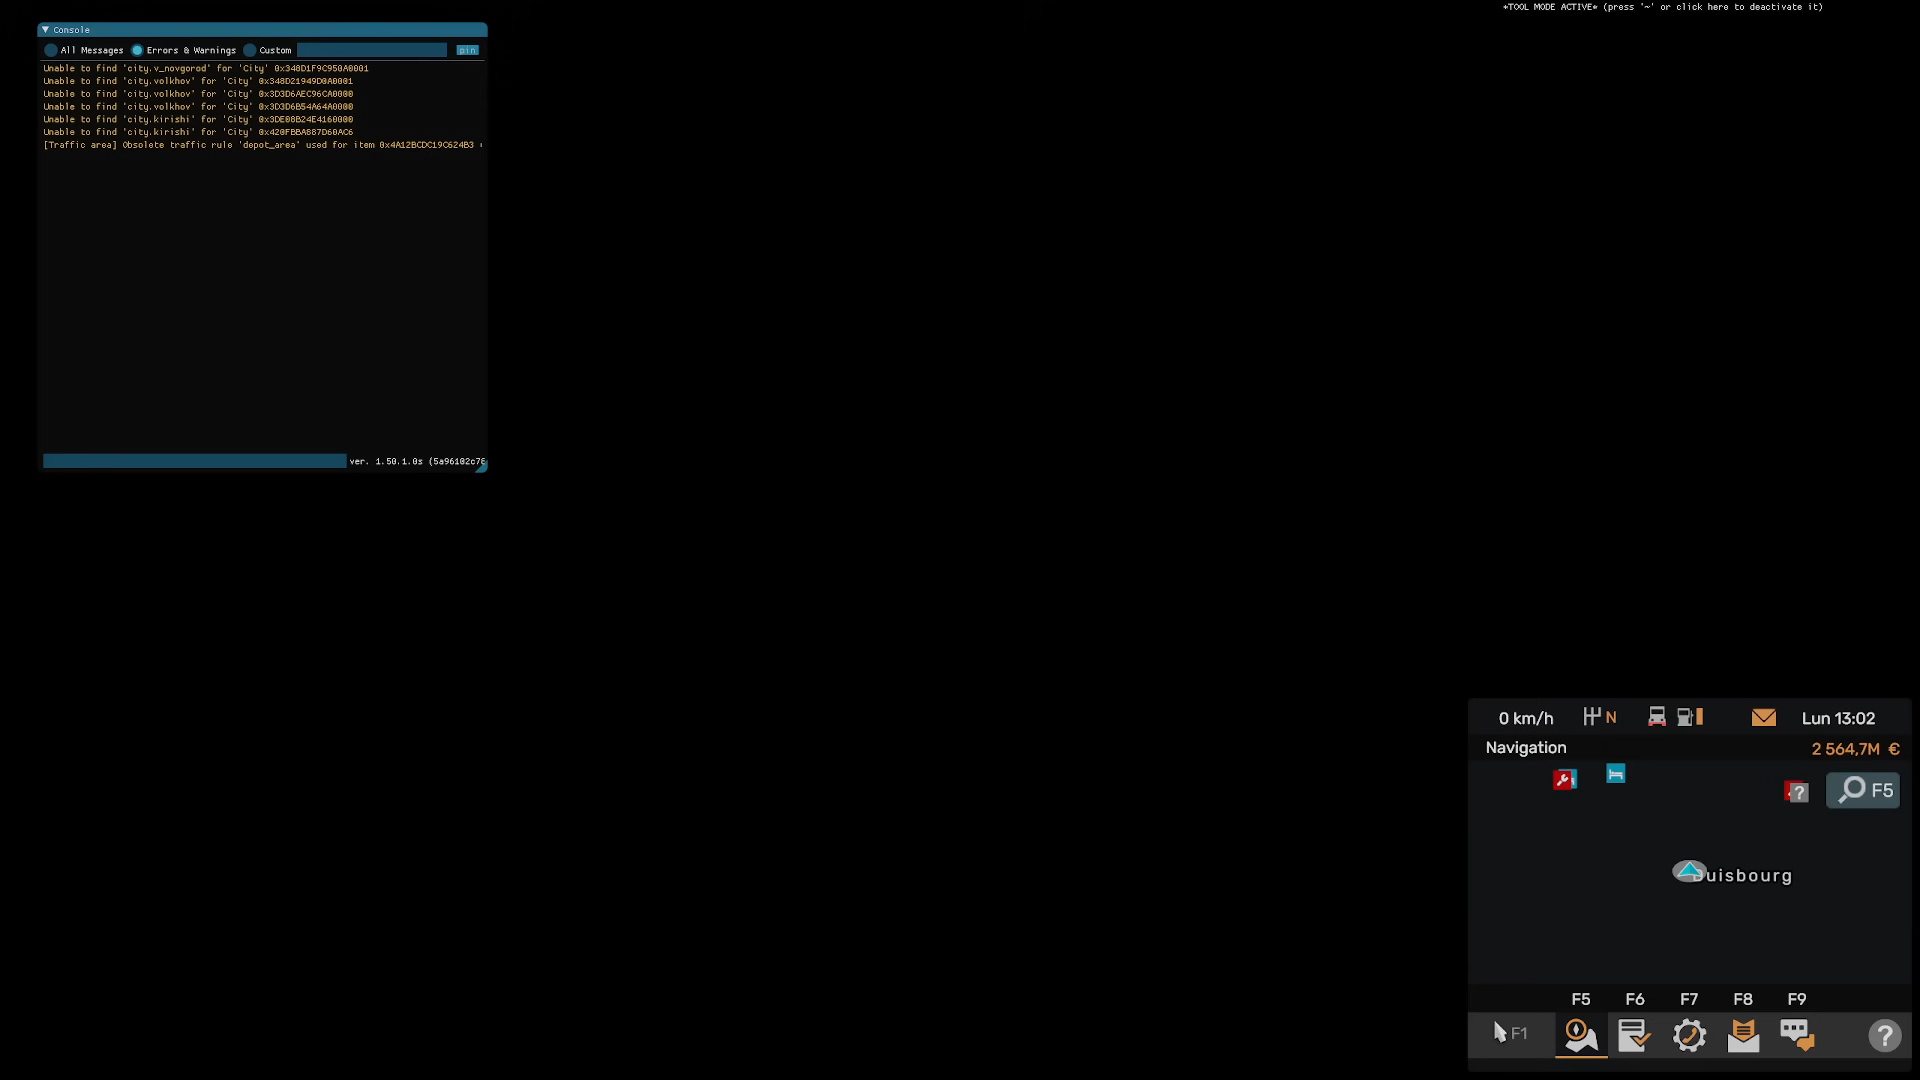 *TOOL MODE ACTIVE* (press '~' or click here to deactivate it)
Console
All Messages Errors & Warnings Custom pin
Unable to find 'city.v_novgorod' for 'City' 0x348D1F9C950A0001
Unable to find 'city.volkhov' for 'City' 0x348D21949D0A0001
Unable to find 'city.volkhov' for 'City' 0x3D3D6AEC96CA0000
Unable to find 'city.volkhov' for 'City' 0x3D3D6B54A64A0000
Unable to find 'city.kirishi' for 'City' 0x3DE08B24E4160000
Unable to find 'city.kirishi' for 'City' 0x420FBBA887D60AC6
[Traffic area] Obsolete traffic rule 'depot_area' used for item 0x4A12BCDC19C624B3
ver. 1.50.1.0s (5a96102c78
0 km/h N Lun 13:02
Navigation 2 564,7M €
? F5
uisbourg
F5 F6 F7 F8 F9
F1 ?